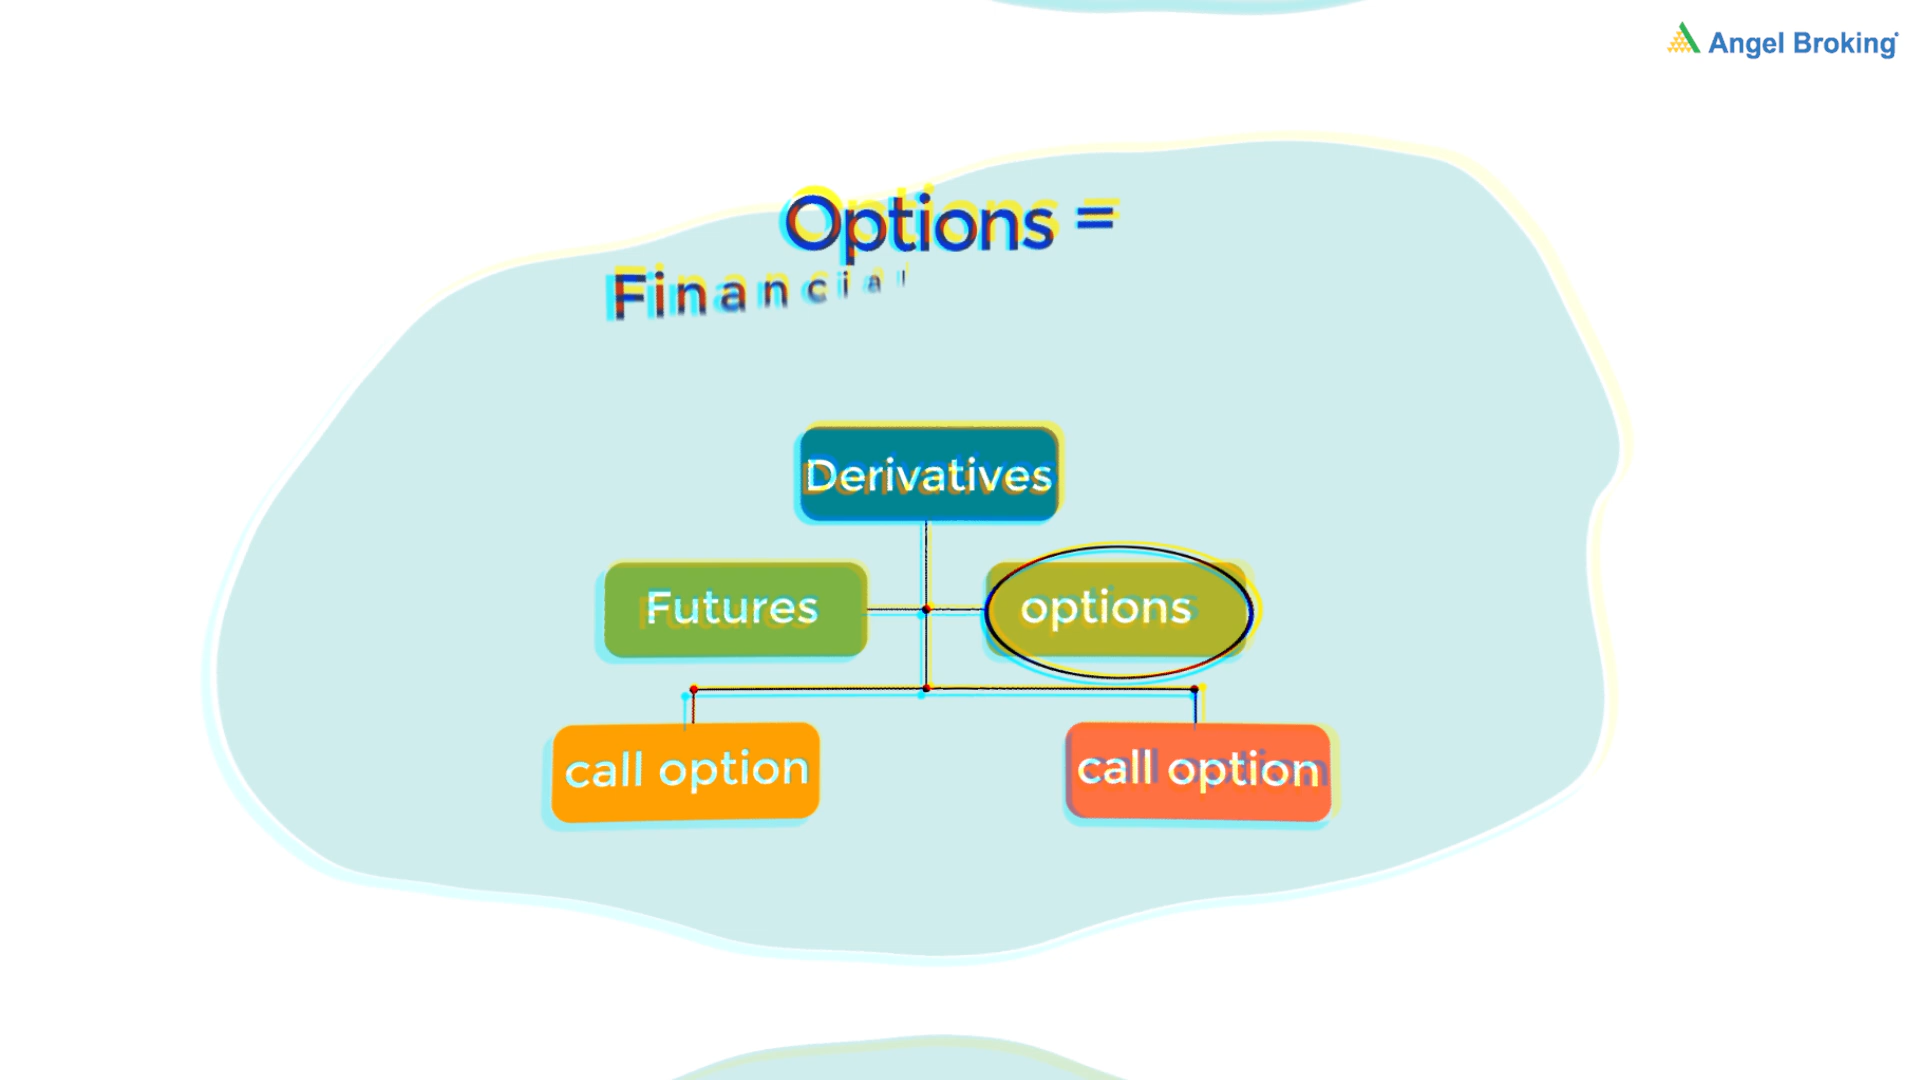 Angel Broking
Options =
Financial
Derivatives
Futures
options
call option
call option